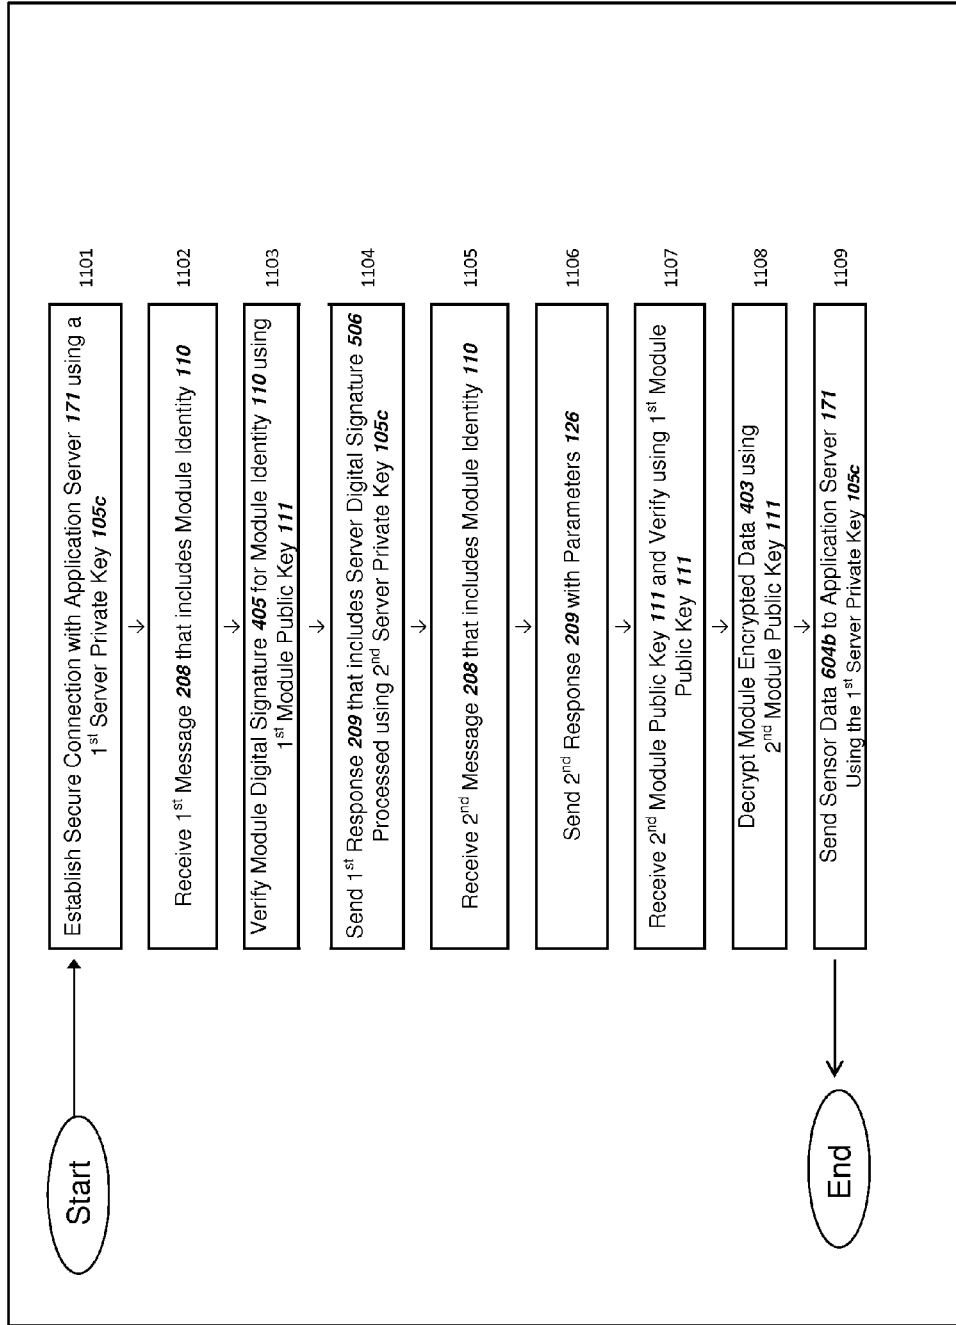 Start
Establish Secure Connection with Application Server 171 using a
1st Server Private Key 105c
1101
Receive 1st Message 208 that includes Module Identity 110
1102
Verify Module Digital Signature 405 for Module Identity 110 using
1st Module Public Key 111
1103
Send 1st Response 209 that includes Server Digital Signature 506
Processed using 2nd Server Private Key 105c
1104
Receive 2nd Message 208 that includes Module Identity 110
1105
Send 2nd Response 209 with Parameters 126
1106
Receive 2nd Module Public Key 111 and Verify using 1st Module
Public Key 111
1107
Decrypt Module Encrypted Data 403 using
2nd Module Public Key 111
1108
Send Sensor Data 604b to Application Server 171
Using the 1st Server Private Key 105c
1109
End